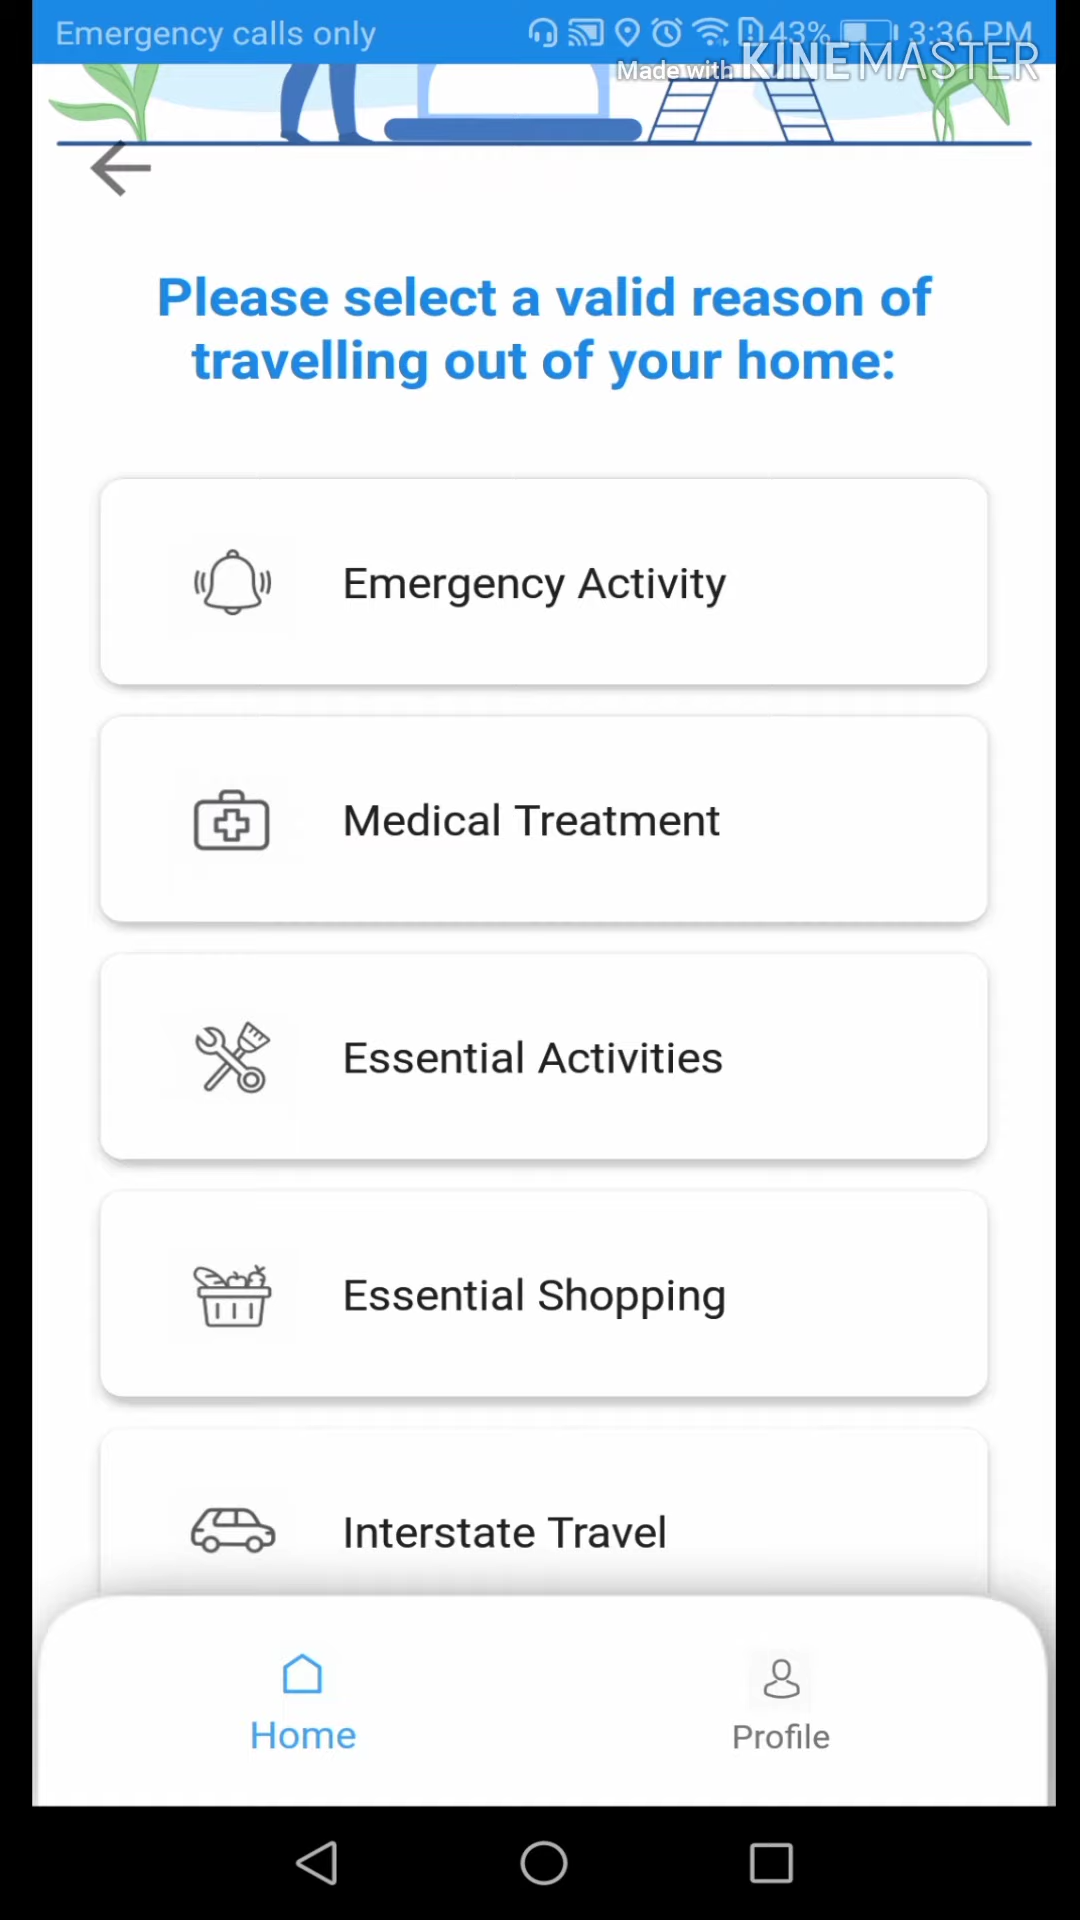 Emergency calls only 43% 3:36 PM
Made with KINEMASTER
Please select a valid reason of
travelling out of your home:
Emergency Activity
Medical Treatment
Essential Activities
Essential Shopping
Interstate Travel
Home Profile